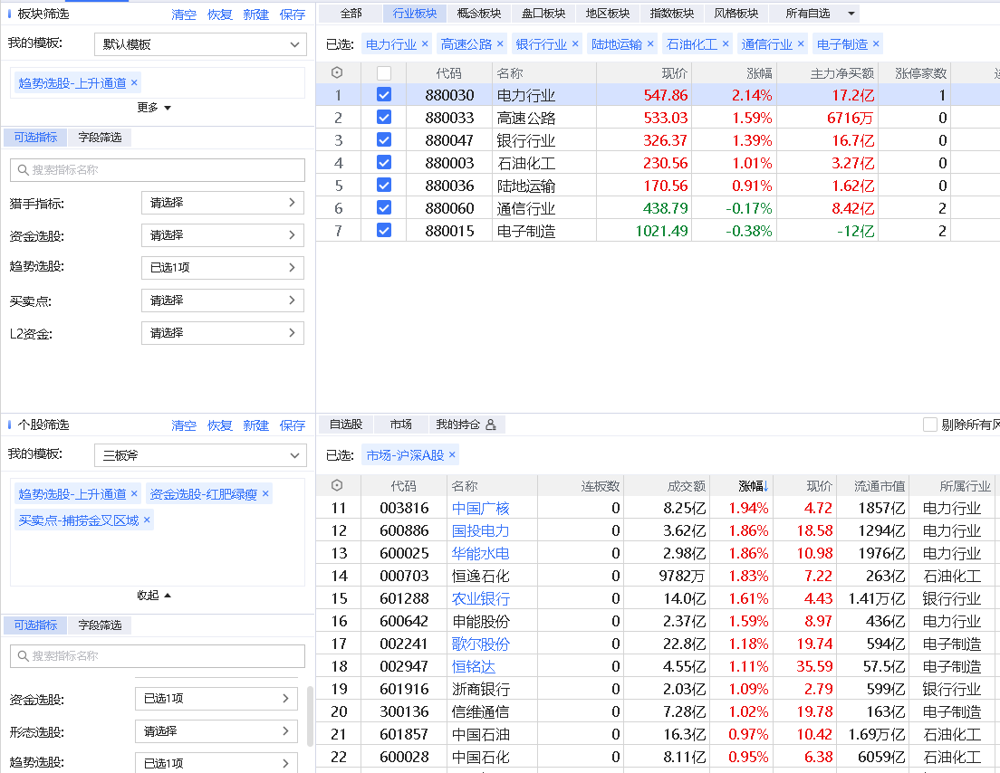 板块筛选 清空 恢复 新建 保存
我的模板: 默认模板
趋势选股-上升通道 ×
更多
可选指标 字段筛选
搜索指标名称
猎手指标: 请选择
资金选股: 请选择
趋势选股: 已选1项
买卖点: 请选择
L2资金: 请选择
全部 行业板块 概念板块 盘口板块 地区板块 指数板块 风格板块 所有自选
已选: 电力行业 × 高速公路 × 银行行业 × 陆地运输 × 石油化工 × 通信行业 × 电子制造 ×
代码 名称 现价 涨幅 主力净买额 涨停家数
1 880030 电力行业 547.86 2.14% 17.2亿 1
2 880033 高速公路 533.03 1.59% 6716万 0
3 880047 银行行业 326.37 1.39% 16.7亿 0
4 880003 石油化工 230.56 1.01% 3.27亿 0
5 880036 陆地运输 170.56 0.91% 1.62亿 0
6 880060 通信行业 438.79 -0.17% 8.42亿 2
7 880015 电子制造 1021.49 -0.38% -12亿 2
个股筛选 清空 恢复 新建 保存
我的模板: 三板斧
趋势选股-上升通道 × 资金选股-红肥绿瘦 ×
买卖点-捕捞金叉区域 ×
收起
可选指标 字段筛选
搜索指标名称
资金选股: 已选1项
形态选股: 请选择
趋势选股: 已选1项
自选股 市场 我的持仓 剔除所有风
已选: 市场-沪深A股 ×
代码 名称 连板数 成交额 涨幅↓ 现价 流通市值 所属行业
11 003816 中国广核 0 8.25亿 1.94% 4.72 1857亿 电力行业
12 600886 国投电力 0 3.62亿 1.86% 18.58 1294亿 电力行业
13 600025 华能水电 0 2.98亿 1.86% 10.98 1976亿 电力行业
14 000703 恒逸石化 0 9782万 1.83% 7.22 263亿 石油化工
15 601288 农业银行 0 14.0亿 1.61% 4.43 1.41万亿 银行行业
16 600642 申能股份 0 2.37亿 1.59% 8.97 436亿 电力行业
17 002241 歌尔股份 0 22.8亿 1.18% 19.74 594亿 电子制造
18 002947 恒铭达 0 4.55亿 1.11% 35.59 57.5亿 电子制造
19 601916 浙商银行 0 2.03亿 1.09% 2.79 599亿 银行行业
20 300136 信维通信 0 7.28亿 1.02% 19.78 163亿 电子制造
21 601857 中国石油 0 16.3亿 0.97% 10.42 1.69万亿 石油化工
22 600028 中国石化 0 8.11亿 0.95% 6.38 6059亿 石油化工